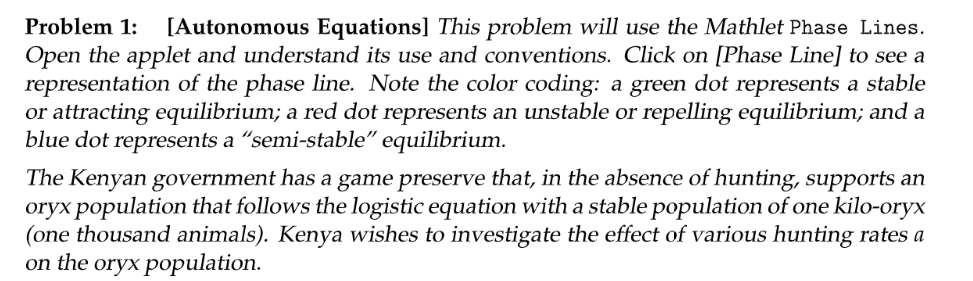 Problem 1: [Autonomous Equations] This problem will use the Mathlet Phase Lines.
Open the applet and understand its use and conventions. Click on [Phase Line] to see a
representation of the phase line. Note the color coding: a green dot represents a stable
or attracting equilibrium; a red dot represents an unstable or repelling equilibrium; and a
blue dot represents a “semi-stable” equilibrium.
The Kenyan government has a game preserve that, in the absence of hunting, supports an
oryx population that follows the logistic equation with a stable population of one kilo-oryx
(one thousand animals). Kenya wishes to investigate the effect of various hunting rates a
on the oryx population.